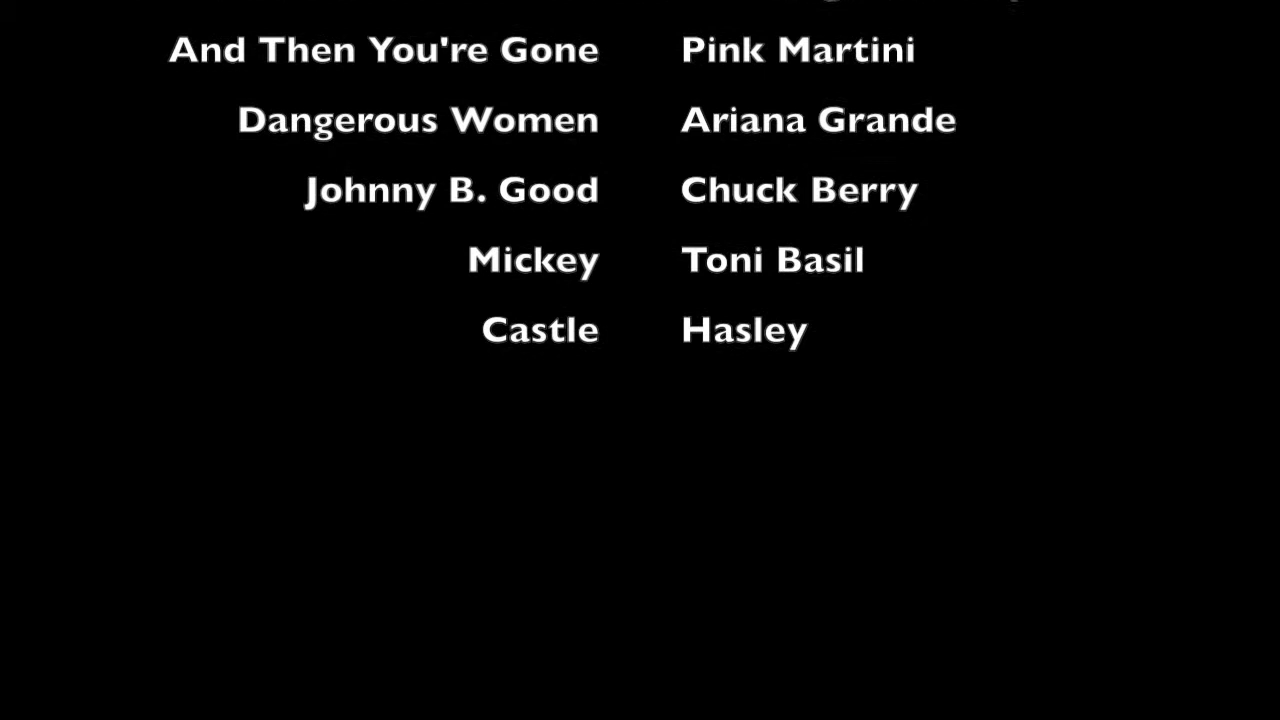 And Then You're Gone Pink Martini
Dangerous Women Ariana Grande
Johnny B. Good Chuck Berry
Mickey Toni Basil
Castle Hasley